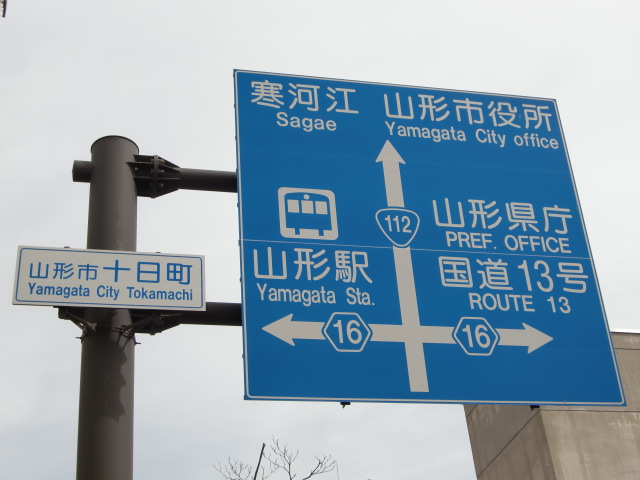 寒河江
Sagae
山形市役所
Yamagata City office
112
山形県庁
PREF. OFFICE
山形駅
Yamagata Sta.
国道13号
ROUTE 13
16
16
山形市十日町
Yamagata City Tokamachi